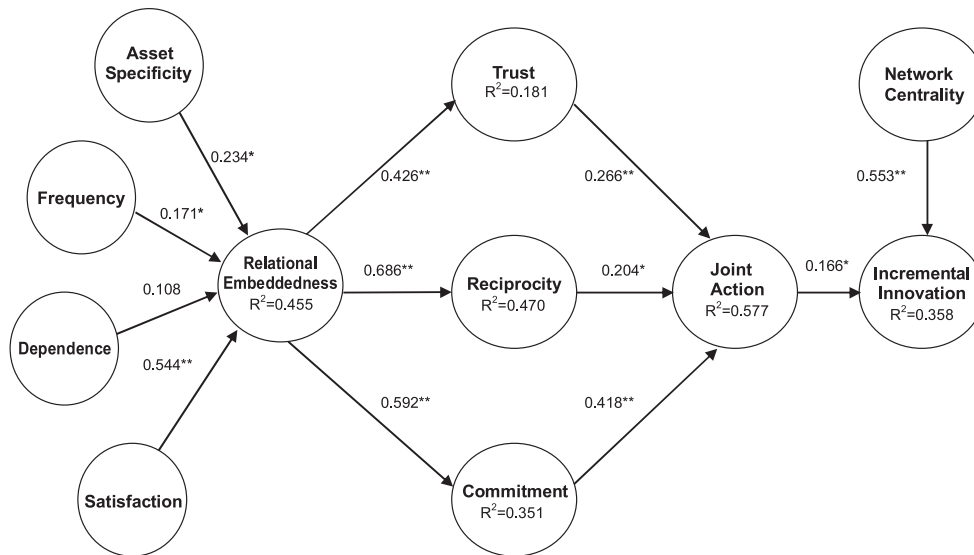 Asset
Specificity
Trust
R²=0.181
Network
Centrality
0.234*
0.426**
0.266**
0.553**
Frequency
0.171*
Relational
Embeddedness
R²=0.455
0.686**
Reciprocity
R²=0.470
0.204*
Joint
Action
R²=0.577
0.166*
Incremental
Innovation
R²=0.358
0.108
Dependence
0.544**
0.592**
0.418**
Satisfaction
Commitment
R²=0.351